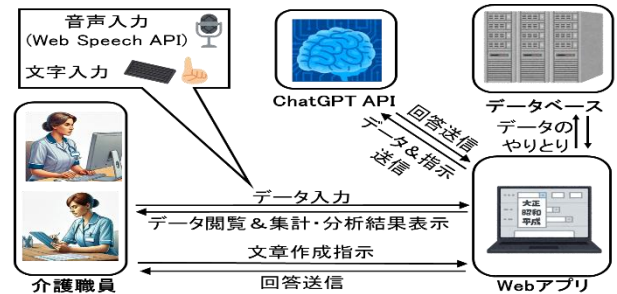 音声入力
(Web Speech API)
文字入力
ChatGPT API
データベース
回答送信
データ&指示
送信
データの
やりとり
データ入力
データ閲覧&集計・分析結果表示
文章作成指示
回答送信
大正
昭和
平成
介護職員
Webアプリ